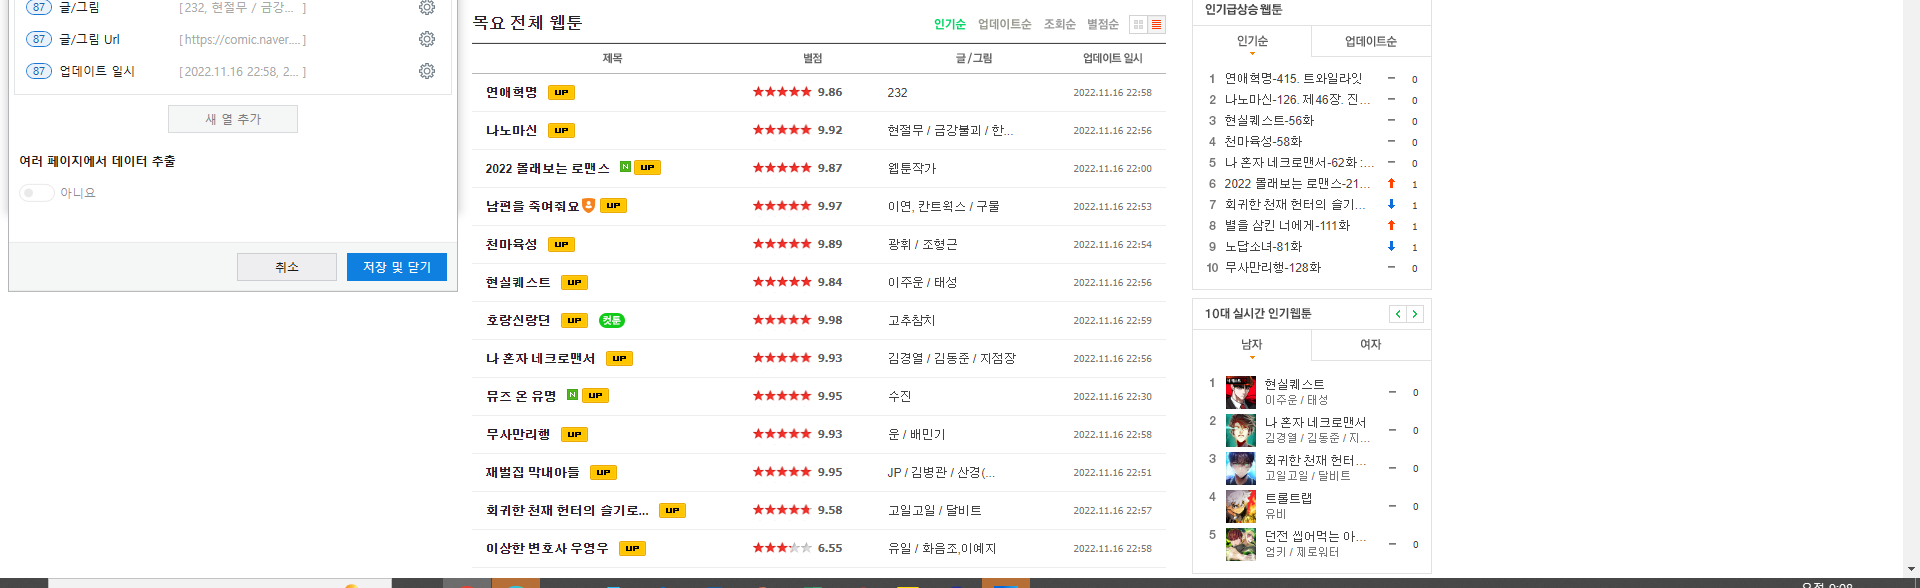 87 글/그림 [232, 현절무 / 금강... ]
87 글/그림 Url [https://comic.naver.... ]
87 업데이트 일시 [2022.11.16 22:58, 2... ]
새 열 추가
여러 페이지에서 데이터 추출
아니요
취소 저장 및 닫기
목요 전체 웹툰 인기순 업데이트순 조회순 별점순
제목 별점 글 / 그림 업데이트 일시
연애혁명 UP 9.86 232 2022.11.16 22:58
나노마신 UP 9.92 현절무 / 금강불괴 / 한... 2022.11.16 22:56
2022 몰래보는 로맨스 N UP 9.87 웹툰작가 2022.11.16 22:00
남편을 죽여줘요 UP 9.97 이연, 칸트웍스 / 구물 2022.11.16 22:53
천마육성 UP 9.89 광휘 / 조형근 2022.11.16 22:54
현실퀘스트 UP 9.84 이주운 / 태성 2022.11.16 22:56
호랑신랑뎐 UP 컷툰 9.98 고추참치 2022.11.16 22:59
나 혼자 네크로맨서 UP 9.93 김경열 / 김동준 / 지점장 2022.11.16 22:56
뮤즈 온 유명 N UP 9.95 수진 2022.11.16 22:30
무사만리행 UP 9.93 운 / 배민기 2022.11.16 22:58
재벌집 막내아들 UP 9.95 JP / 김병관 / 산경(... 2022.11.16 22:51
회귀한 천재 헌터의 슬기로... UP 9.58 고일고일 / 달비트 2022.11.16 22:57
이상한 변호사 우영우 UP 6.55 유일 / 화음조,이예지 2022.11.16 22:58
인기급상승 웹툰
인기순 업데이트순
1 연애혁명-415. 트와일라잇 0
2 나노마신-126. 제46장. 진... 0
3 현실퀘스트-56화 0
4 천마육성-58화 0
5 나 혼자 네크로맨서-62화 :... 0
6 2022 몰래보는 로맨스-21... 1
7 회귀한 천재 헌터의 슬기... 1
8 별을 삼킨 너에게-111화 1
9 노답소녀-81화 1
10 무사만리행-128화 0
10대 실시간 인기웹툰
남자 여자
1 현실퀘스트 0
이주운 / 태성
2 나 혼자 네크로맨서 0
김경열 / 김동준 / 지...
3 회귀한 천재 헌터... 0
고일고일 / 달비트
4 트롤트랩 0
유비
5 던전 씹어먹는 아... 0
엄키 / 제로워터